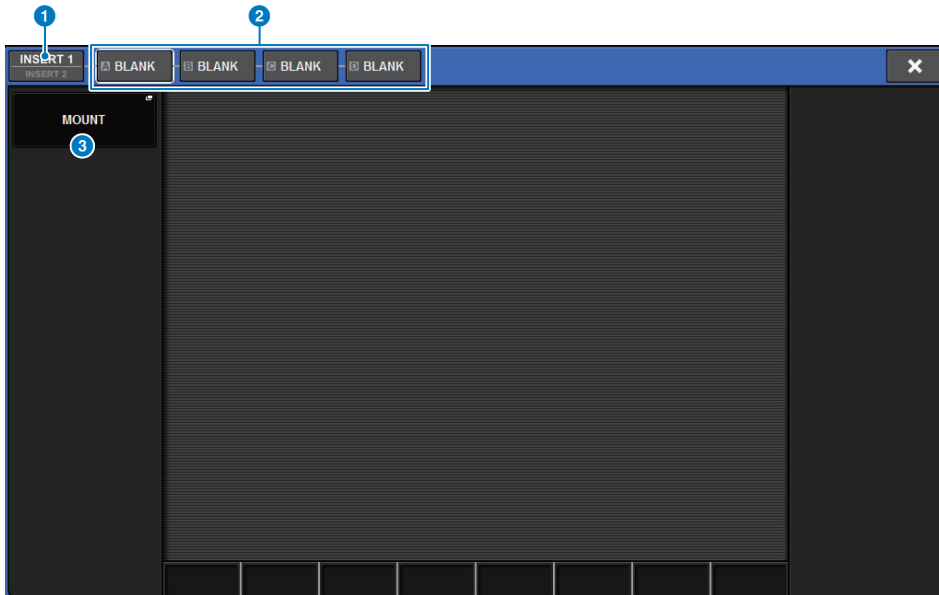 1 2
INSERT 1
INSERT 2
A BLANK B BLANK C BLANK D BLANK
MOUNT
3